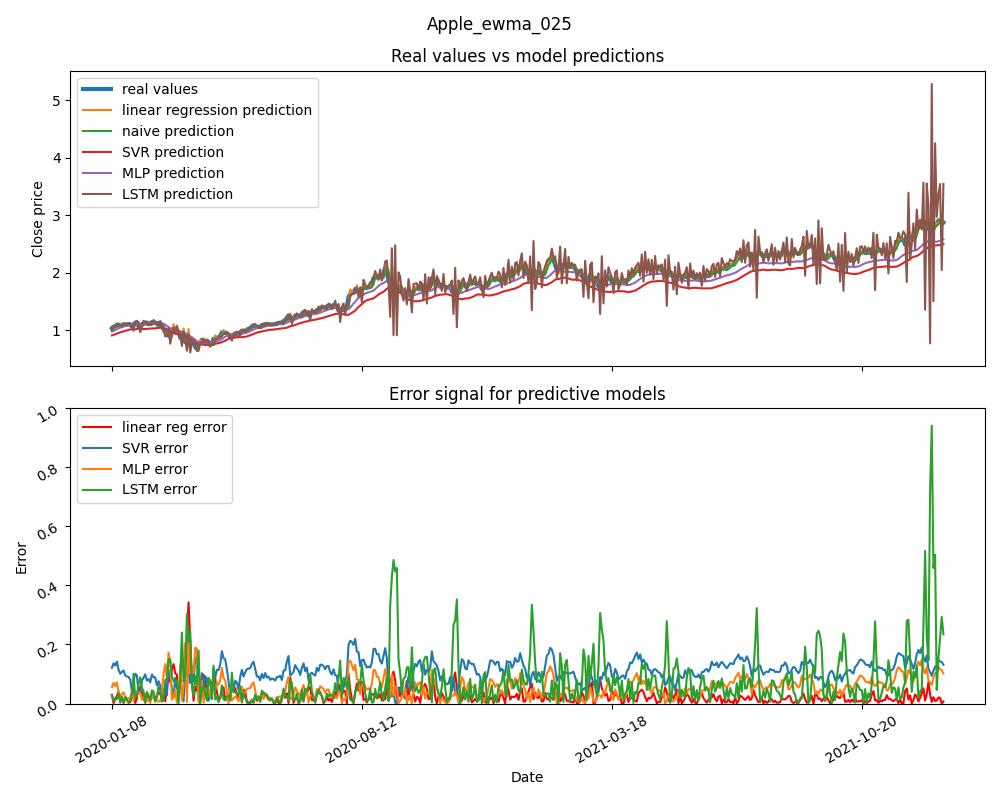 Apple_ewma_025
Real values vs model predictions
real values
linear regression prediction
naive prediction
SVR prediction
MLP prediction
LSTM prediction
5
4
3
2
1
Close price
Error signal for predictive models
linear reg error
SVR error
MLP error
LSTM error
1.0
0.8
0.6
0.4
0.2
0.0
Error
2020-01-08
2020-08-12
2021-03-18
2021-10-20
Date